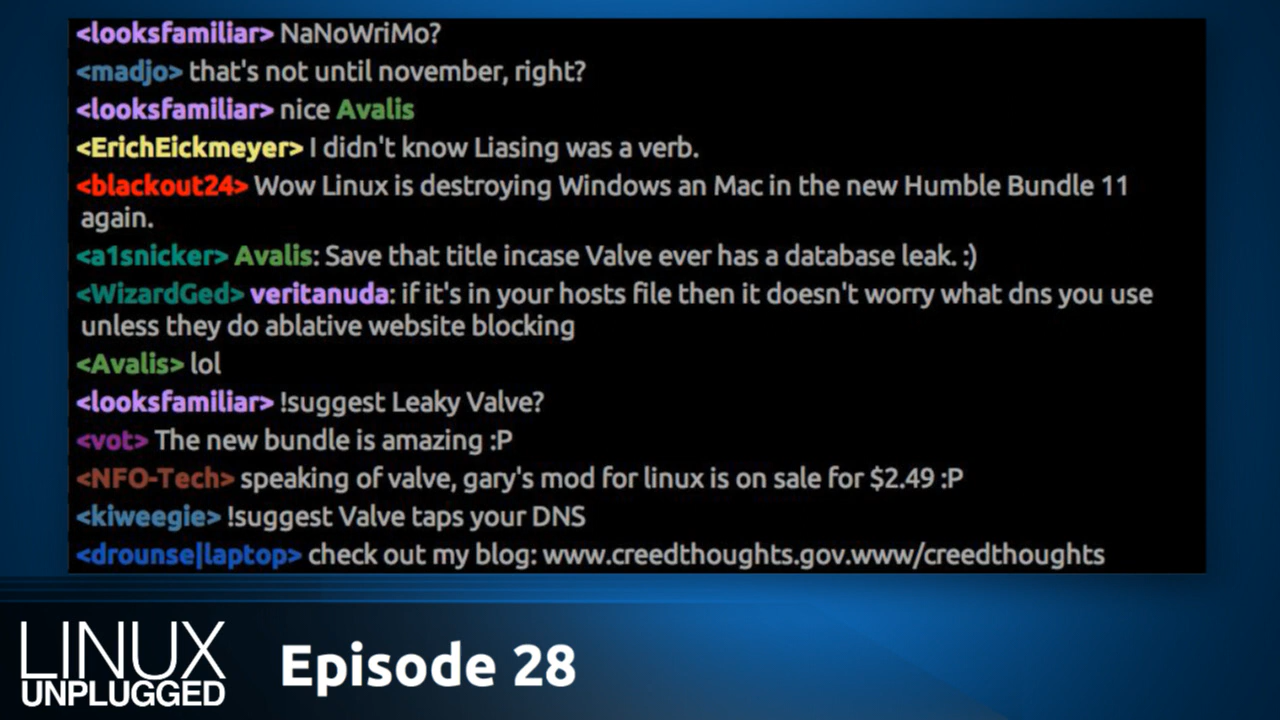 <looksfamiliar> NaNoWriMo?
<madjo> that's not until november, right?
<looksfamiliar> nice Avalis
<ErichEickmeyer> I didn't know Liasing was a verb.
<blackout24> Wow Linux is destroying Windows an Mac in the new Humble Bundle 11
again.
<a1snicker> Avalis: Save that title incase Valve ever has a database leak. :)
<WizardGed> veritanuda: if it's in your hosts file then it doesn't worry what dns you use
unless they do ablative website blocking
<Avalis> lol
<looksfamiliar> !suggest Leaky Valve?
<vot> The new bundle is amazing :P
<NFO-Tech> speaking of valve, gary's mod for linux is on sale for $2.49 :P
<kiweegie> !suggest Valve taps your DNS
<drounse|laptop> check out my blog: www.creedthoughts.gov.www/creedthoughts
LINUX
UNPLUGGED
Episode 28